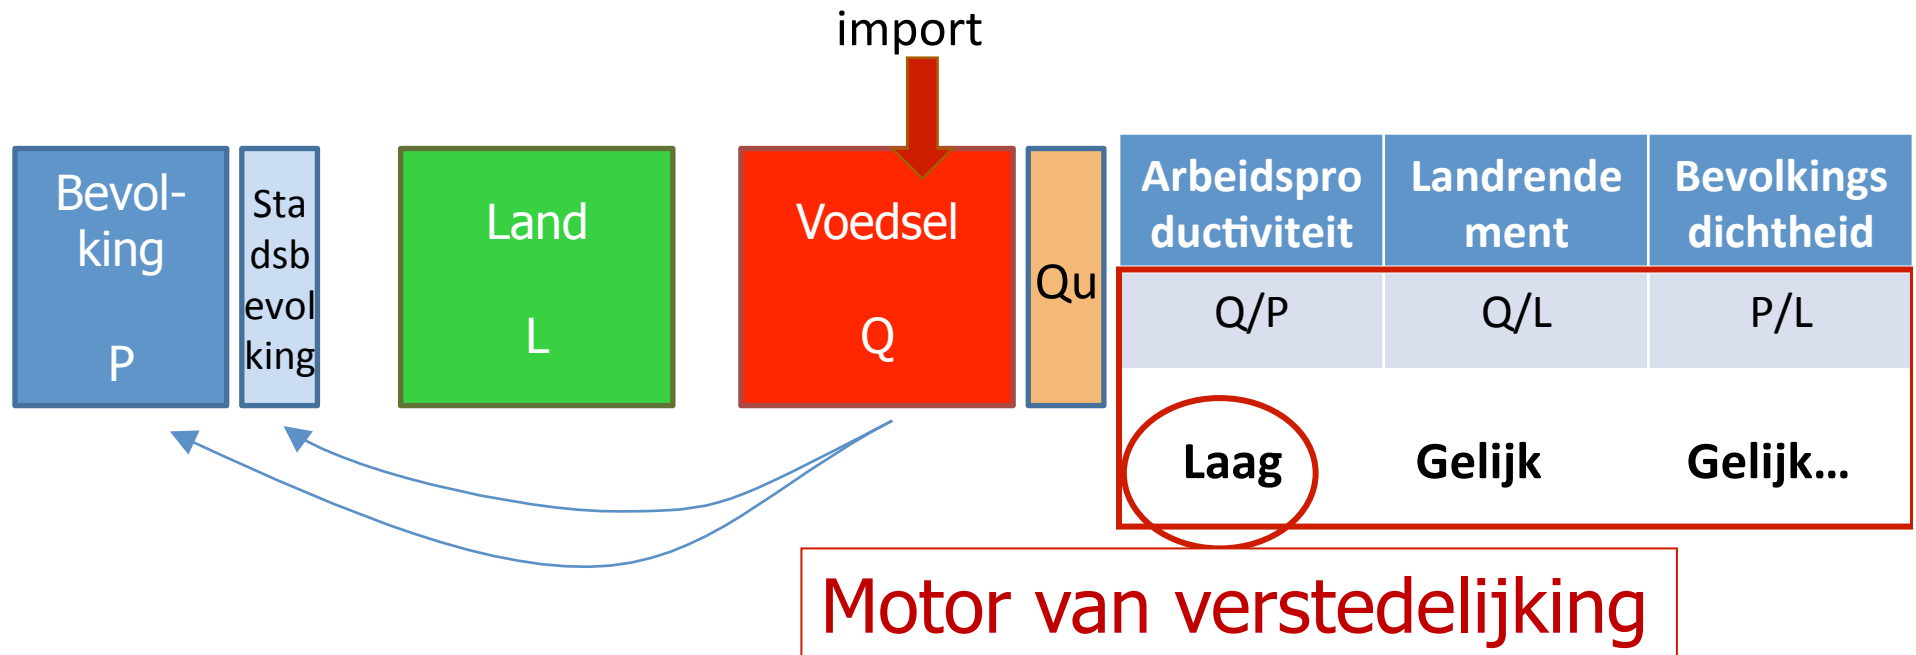 import
Bevol-
king
P
Sta
dsb
evol
king
Land
L
Voedsel
Q
Qu
Arbeidspro
ductiviteit
Landrende
ment
Bevolkings
dichtheid
Q/P
Q/L
P/L
Laag
Gelijk
Gelijk...
Motor van verstedelijking